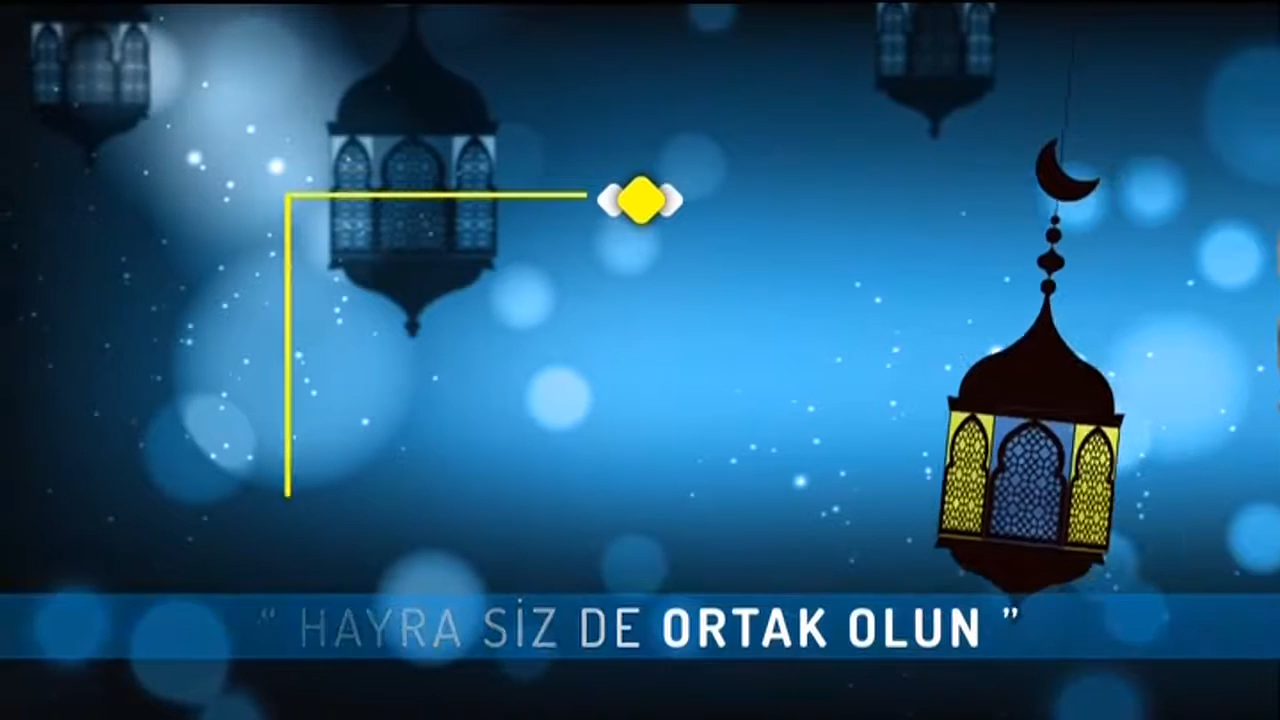 “ HAYRA SİZ DE ORTAK OLUN ”